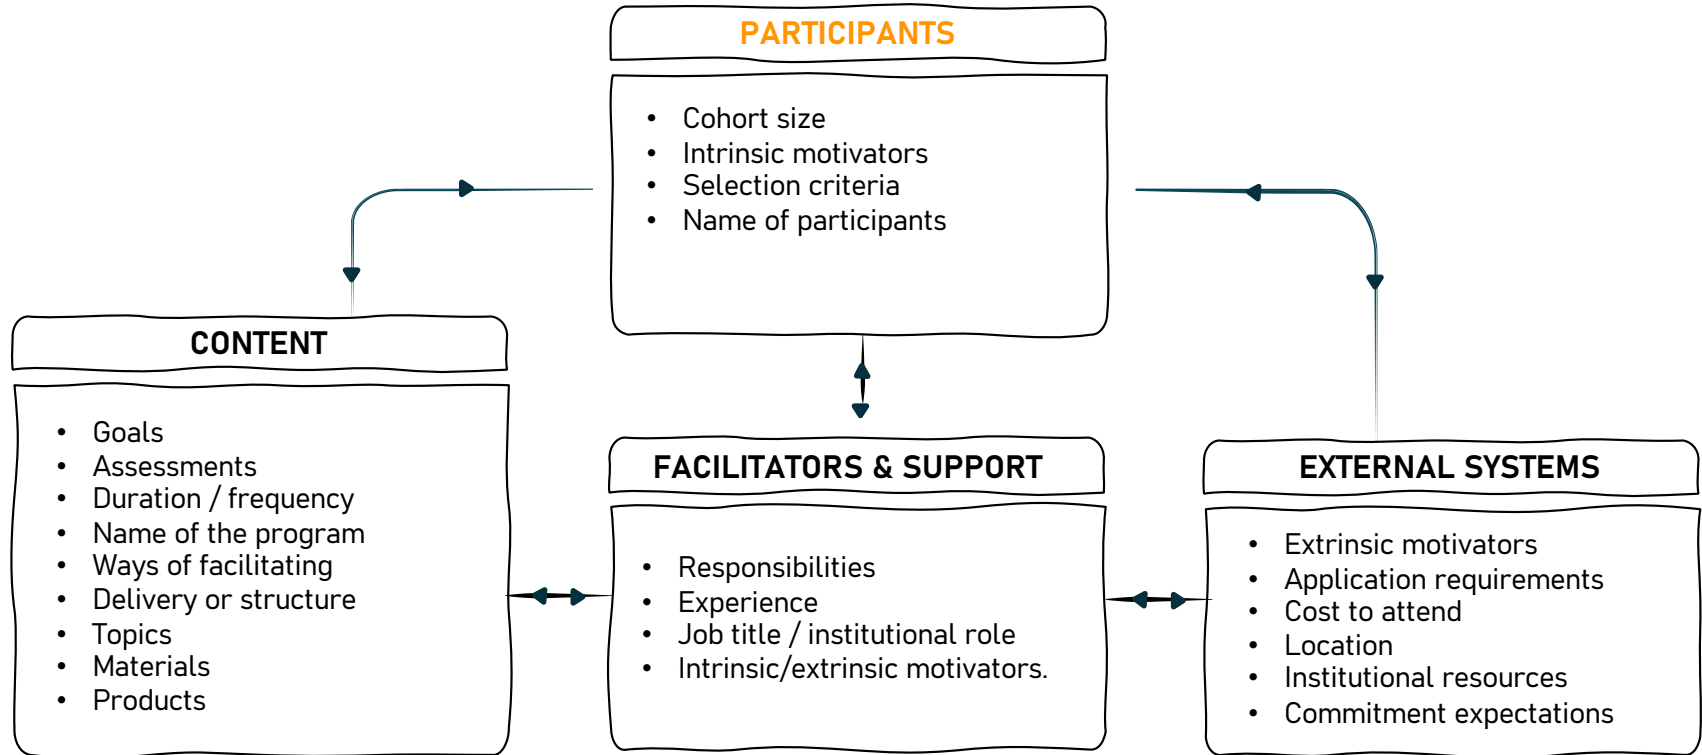 PARTICIPANTS
• Cohort size
• Intrinsic motivators
• Selection criteria
• Name of participants
CONTENT
• Goals
• Assessments
• Duration / frequency
• Name of the program
• Ways of facilitating
• Delivery or structure
• Topics
• Materials
• Products
FACILITATORS & SUPPORT
• Responsibilities
• Experience
• Job title / institutional role
• Intrinsic/extrinsic motivators.
EXTERNAL SYSTEMS
• Extrinsic motivators
• Application requirements
• Cost to attend
• Location
• Institutional resources
• Commitment expectations